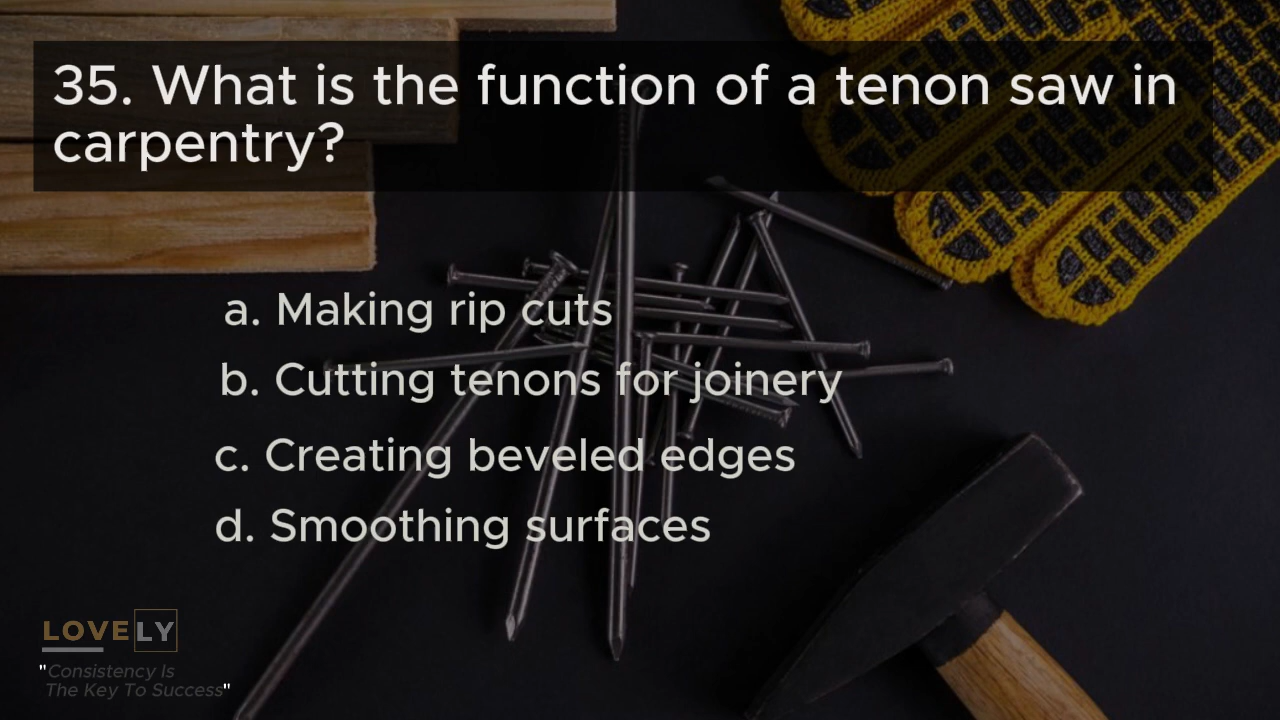 35. What is the function of a tenon saw in
carpentry?
a. Making rip cuts
b. Cutting tenons for joinery
c. Creating beveled edges
d. Smoothing surfaces
LOVELY
"Consistency Is
The Key To Success"